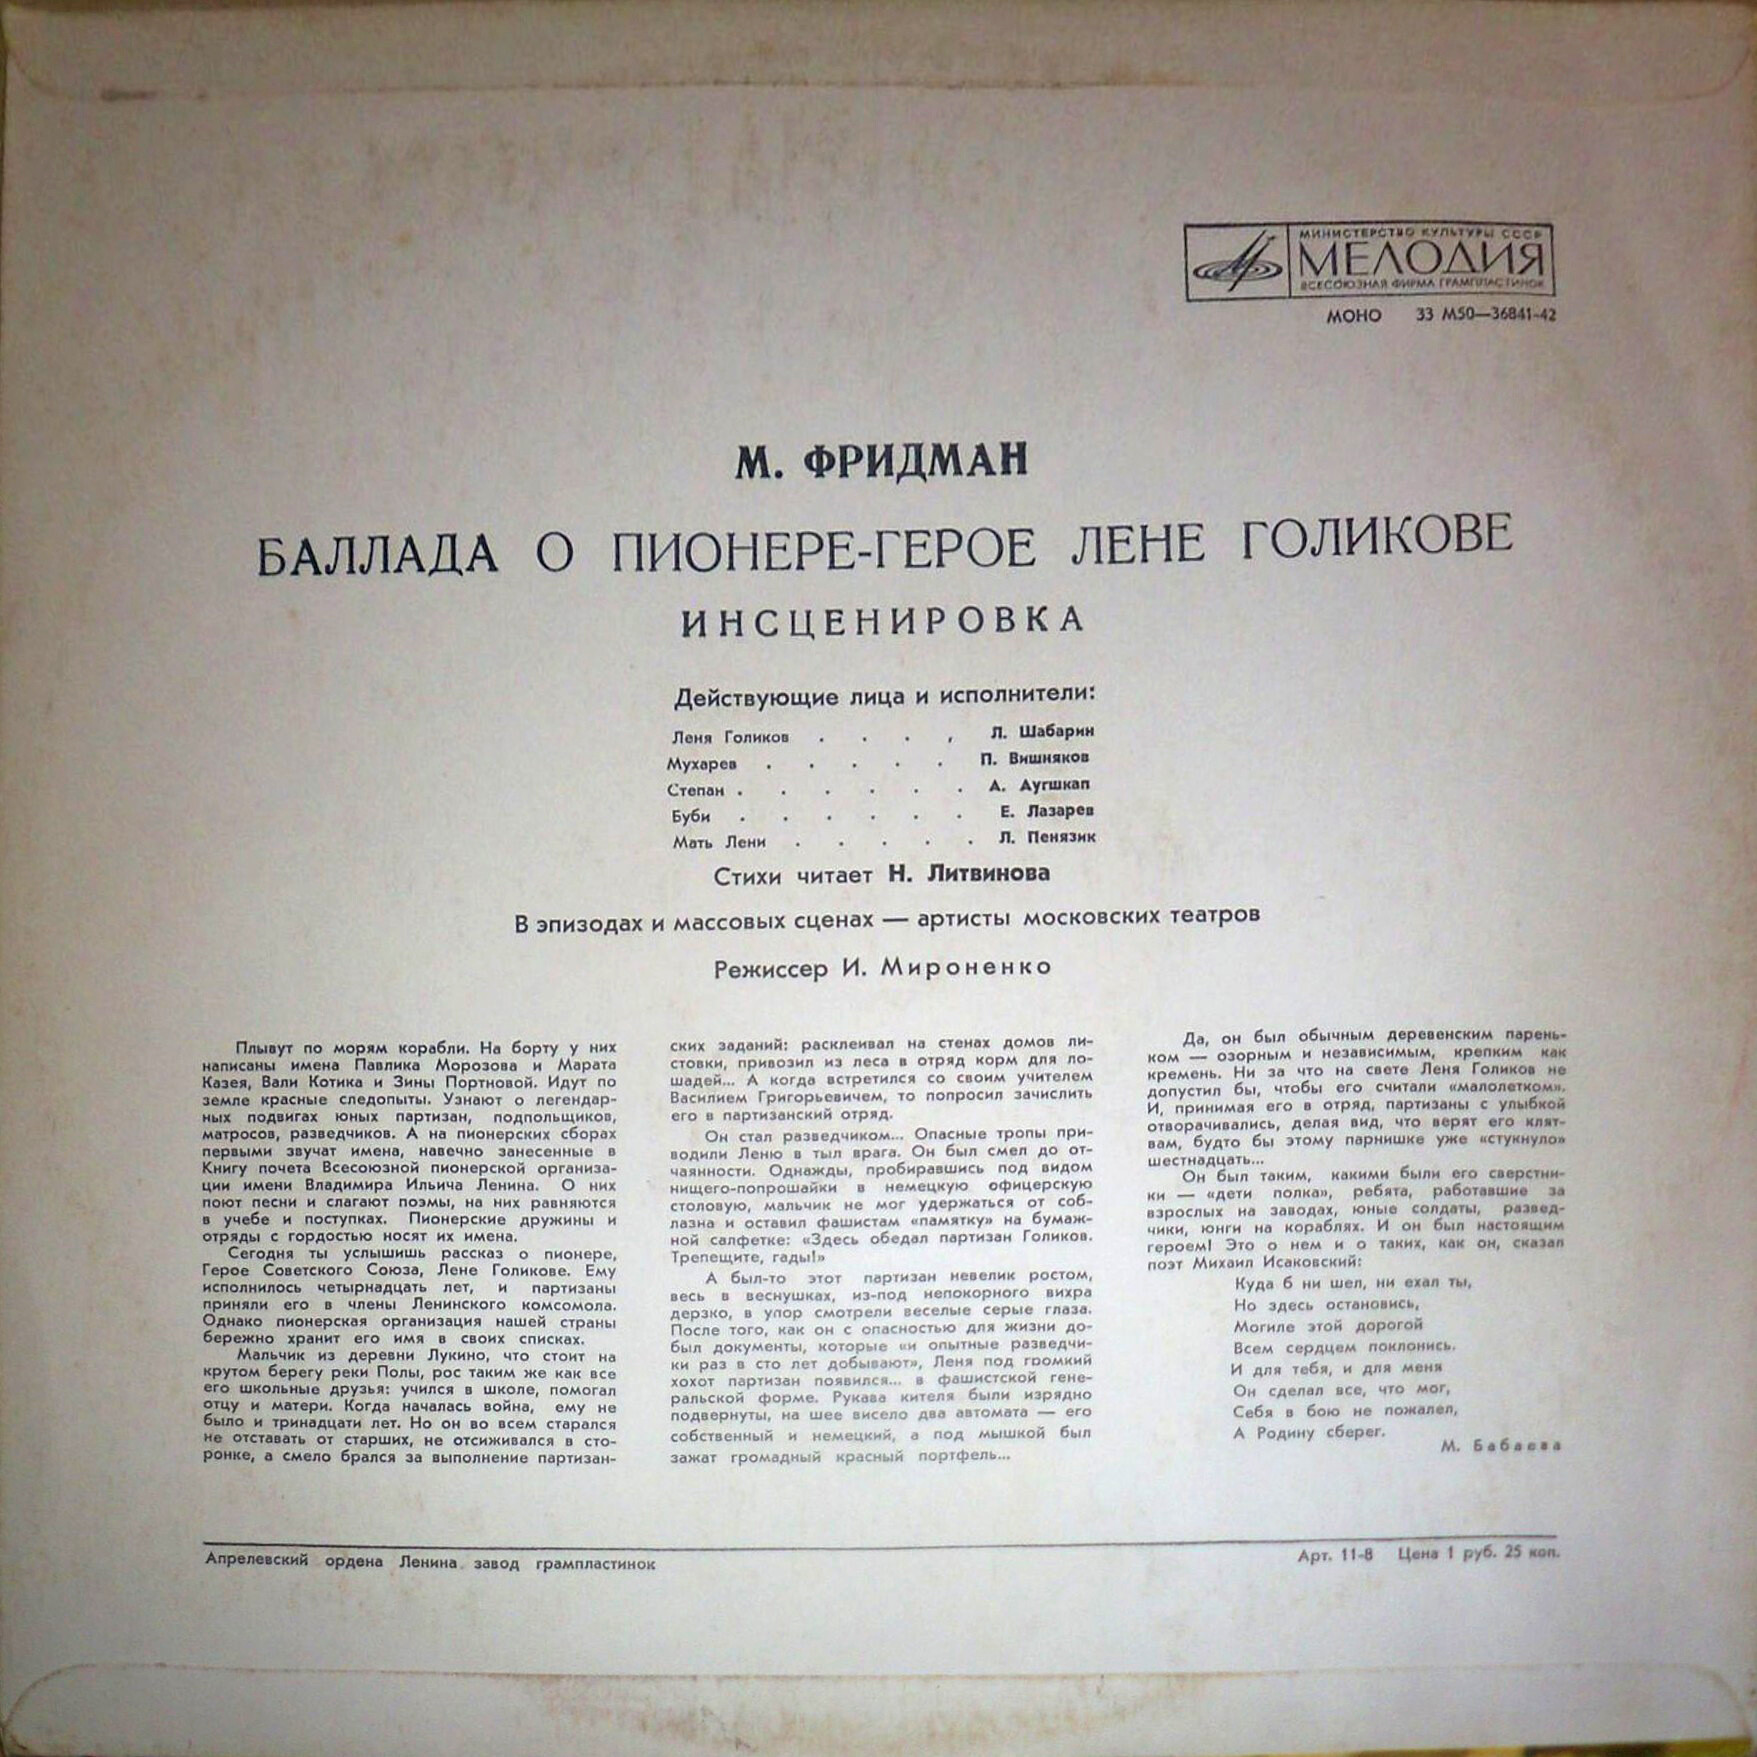 МИНИСТЕРСТВО КУЛЬТУРЫ СССР
МЕЛОДИЯ
ВСЕСОЮЗНАЯ ФИРМА ГРАМПЛАСТИНОК
МОНО 33 М50—36841-42
М. ФРИДМАН
БАЛЛАДА О ПИОНЕРЕ-ГЕРОЕ ЛЕНЕ ГОЛИКОВЕ
ИНСЦЕНИРОВКА
Действующие лица и исполнители:
Леня Голиков . . . , Л. Шабарин
Мухарев . . . . . П. Вишняков
Степан . . . . . . А. Аугшкап
Буби . . . . . . Е. Лазарев
Мать Лени . . . . . Л. Пенязик
Стихи читает Н. Литвинова
В эпизодах и массовых сценах — артисты московских театров
Режиссер И. Мироненко
Плывут по морям корабли. На борту у них
написаны имена Павлика Морозова и Марата
Казея, Вали Котика и Зины Портновой. Идут по
земле красные следопыты. Узнают о легендар-
ных подвигах юных партизан, подпольщиков,
матросов, разведчиков. А на пионерских сборах
первыми звучат имена, навечно занесенные в
Книгу почета Всесоюзной пионерской организа-
ции имени Владимира Ильича Ленина. О них
поют песни и слагают поэмы, на них равняются
в учебе и поступках. Пионерские дружины и
отряды с гордостью носят их имена.
Сегодня ты услышишь рассказ о пионере,
Герое Советского Союза, Лене Голикове. Ему
исполнилось четырнадцать лет, и партизаны
приняли его в члены Ленинского комсомола.
Однако пионерская организация нашей страны
бережно хранит его имя в своих списках.
Мальчик из деревни Лукино, что стоит на
крутом берегу реки Полы, рос таким же как все
его школьные друзья: учился в школе, помогал
отцу и матери. Когда началась война, ему не
было и тринадцати лет. Но он во всем старался
не отставать от старших, не отсиживался в сто-
ронке, а смело брался за выполнение партизан-
ских заданий: расклеивал на стенах домов ли-
стовки, привозил из леса в отряд корм для ло-
шадей... А когда встретился со своим учителем
Василием Григорьевичем, то попросил зачислить
его в партизанский отряд.
Он стал разведчиком... Опасные тропы при-
водили Леню в тыл врага. Он был смел до от-
чаянности. Однажды, пробиравшись под видом
нищего-попрошайки в немецкую офицерскую
столовую, мальчик не мог удержаться от соб-
лазна и оставил фашистам «памятку» на бумаж-
ной салфетке: «Здесь обедал партизан Голиков.
Трепещите, гады!»
А был-то этот партизан невелик ростом,
весь в веснушках, из-под непокорного вихра
дерзко, в упор смотрели веселые серые глаза.
После того, как он с опасностью для жизни до-
был документы, которые «и опытные разведчи-
ки раз в сто лет добывают», Леня под громкий
хохот партизан появился... в фашистской гене-
ральской форме. Рукава кителя были изрядно
подвернуты, на шее висело два автомата — его
собственный и немецкий, а под мышкой был
зажат громадный красный портфель...
Да, он был обычным деревенским парень-
ком — озорным и независимым, крепким как
кремень. Ни за что на свете Леня Голиков не
допустил бы, чтобы его считали «малолетком».
И, принимая его в отряд, партизаны с улыбкой
отворачивались, делая вид, что верят его клят-
вам, будто бы этому парнишке уже «стукнуло»
шестнадцать...
Он был таким, какими были его сверстни-
ки — «дети полка», ребята, работавшие за
взрослых на заводах, юные солдаты, развед-
чики, юнги на кораблях. И он был настоящим
героем! Это о нем и о таких, как он, сказал
поэт Михаил Исаковский:
Куда б ни шел, ни ехал ты,
Но здесь остановись,
Могиле этой дорогой
Всем сердцем поклонись.
И для тебя, и для меня
Он сделал все, что мог,
Себя в бою не пожалел,
А Родину сберег.
М. Бабаева
Апрелевский ордена Ленина завод грампластинок
Арт. 11-8 Цена 1 руб. 25 коп.